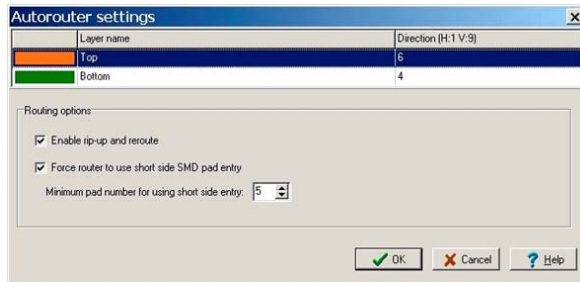 Autorouter settings
Layer name Direction (H:1 V:9)
Top 6
Bottom 4
Routing options
Enable rip-up and reroute
Force router to use short side SMD pad entry
Minimum pad number for using short side entry: 5
OK Cancel ? Help